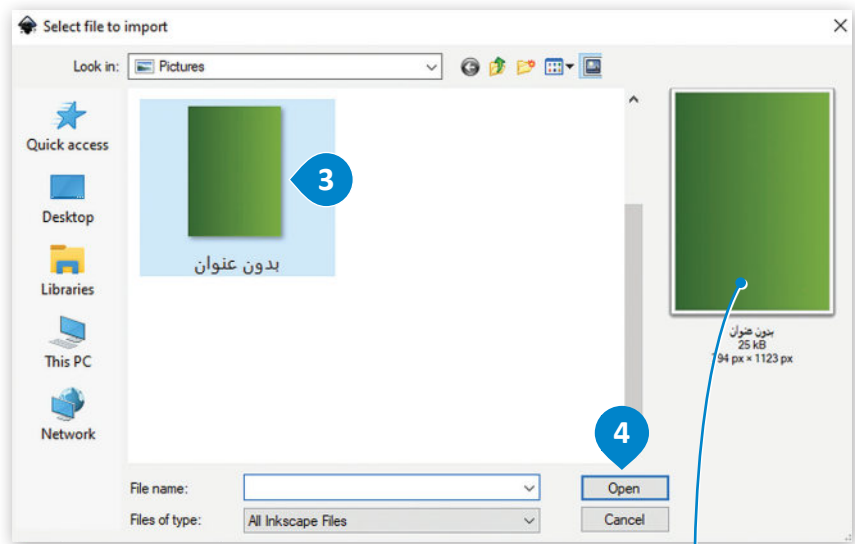 Select file to import
Look in: Pictures
Quick access
Desktop
Libraries
This PC
Network
3
بدون عنوان
بدون عنوان
25 kB
94 px × 1123 px
4
File name:
Open
Files of type: All Inkscape Files
Cancel